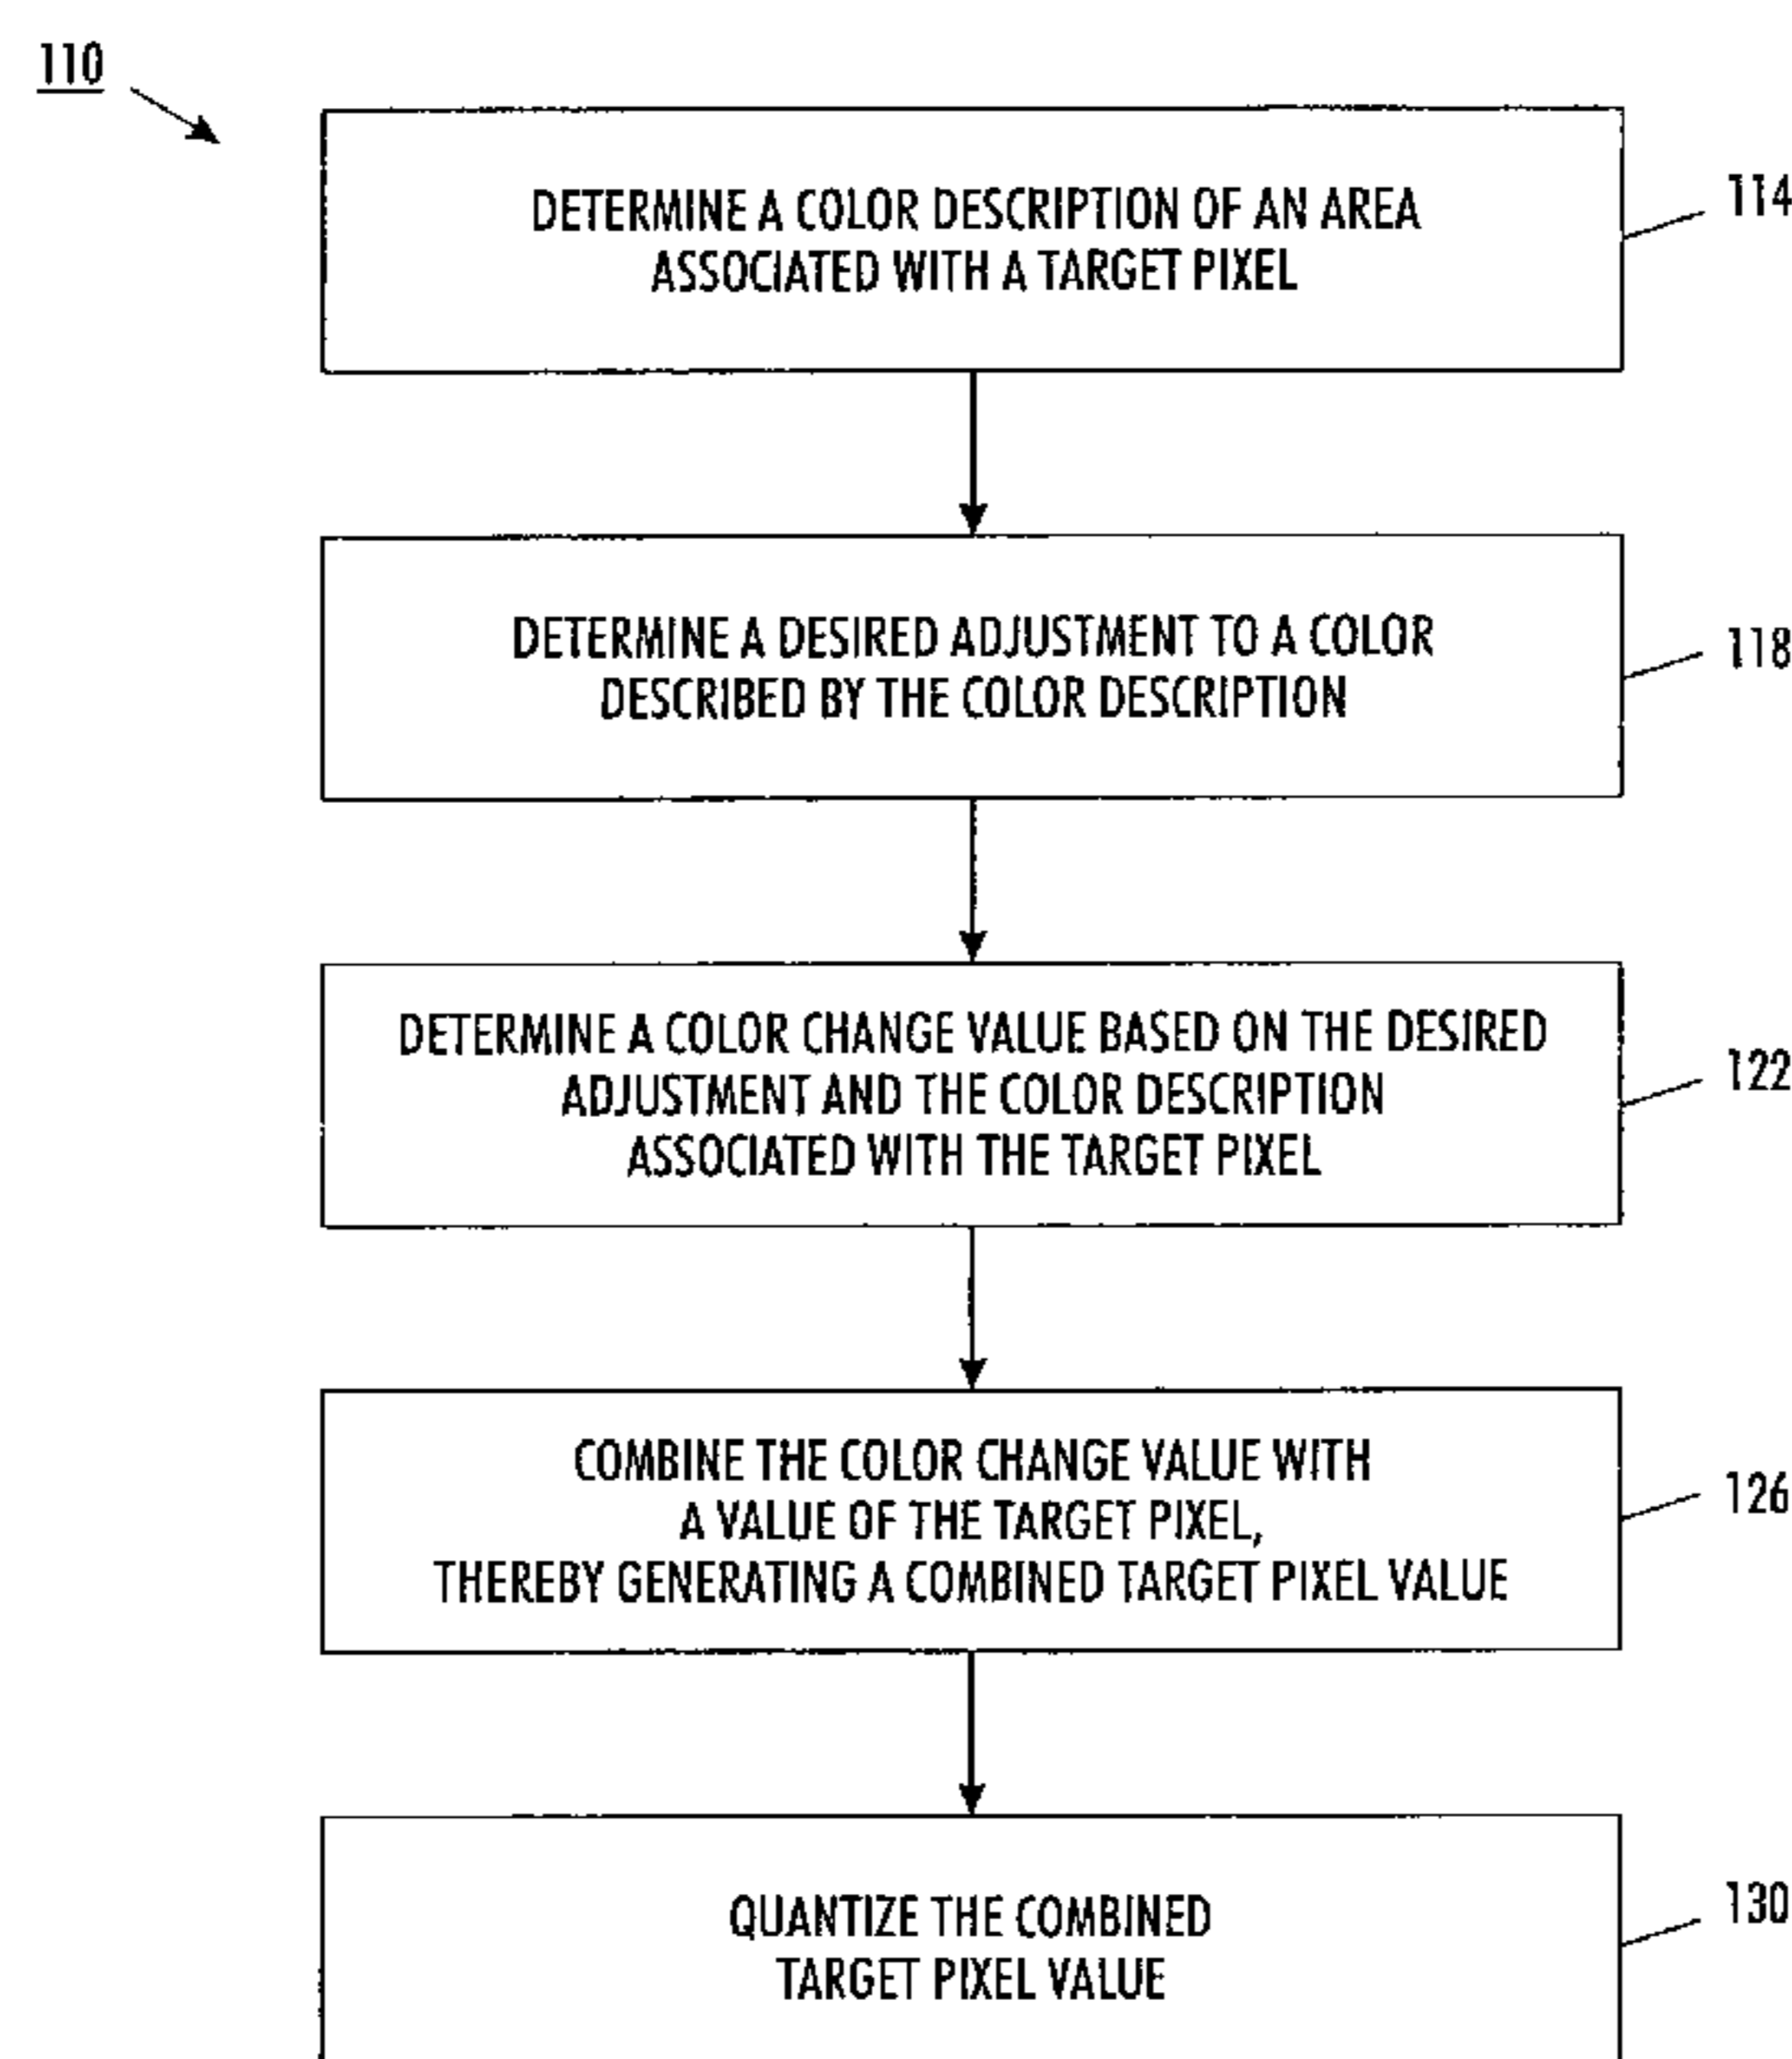 110
DETERMINE A COLOR DESCRIPTION OF AN AREA
ASSOCIATED WITH A TARGET PIXEL
114
DETERMINE A DESIRED ADJUSTMENT TO A COLOR
DESCRIBED BY THE COLOR DESCRIPTION
118
DETERMINE A COLOR CHANGE VALUE BASED ON THE DESIRED
ADJUSTMENT AND THE COLOR DESCRIPTION
ASSOCIATED WITH THE TARGET PIXEL
122
COMBINE THE COLOR CHANGE VALUE WITH
A VALUE OF THE TARGET PIXEL,
THEREBY GENERATING A COMBINED TARGET PIXEL VALUE
126
QUANTIZE THE COMBINED
TARGET PIXEL VALUE
130